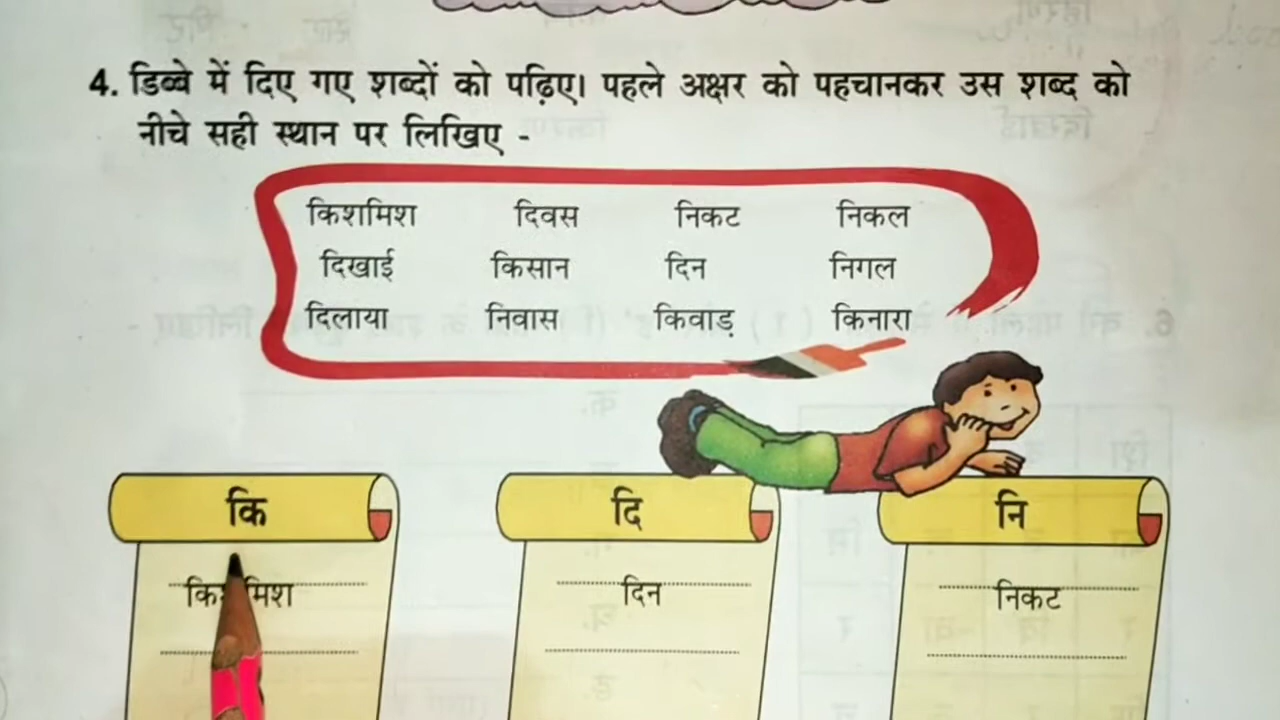 4. डिब्बे में दिए गए शब्दों को पढ़िए। पहले अक्षर को पहचानकर उस शब्द को
नीचे सही स्थान पर लिखिए -
किशमिश दिवस निकट निकल
दिखाई किसान दिन निगल
दिलाया निवास किवाड़ किनारा
कि दि नि
किशमिश दिन निकट